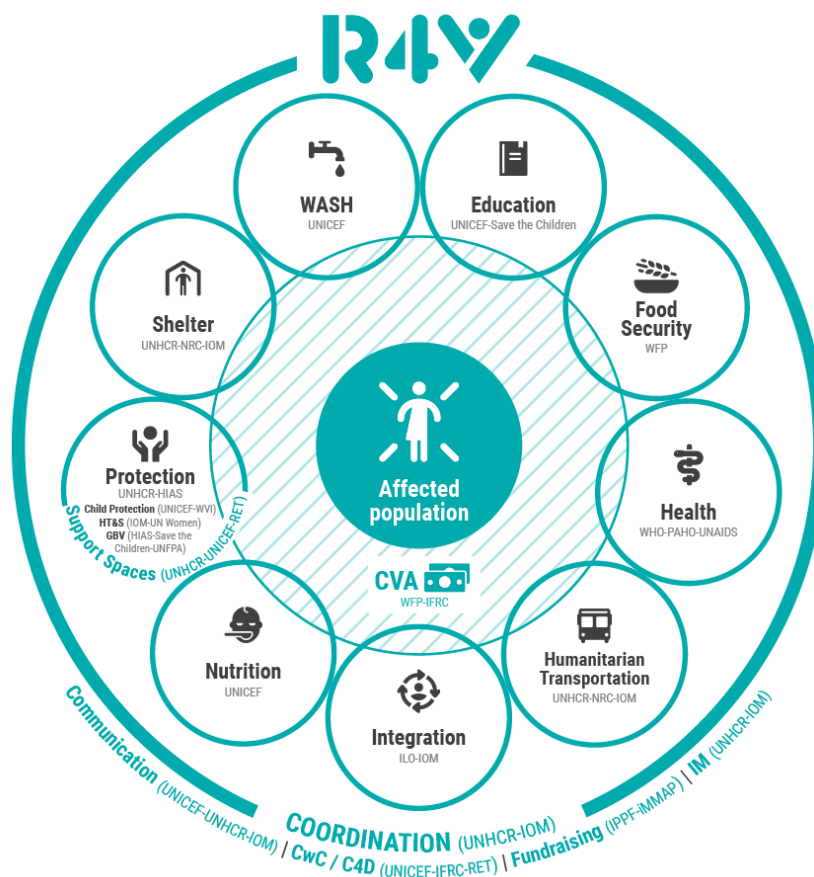 R4V
WASH
UNICEF
Education
UNICEF-Save the Children
Shelter
UNHCR-NRC-IOM
Food
Security
WFP
Affected
population
Protection
UNHCR-HIAS
Child Protection (UNICEF-WVI)
HT&S (IOM-UN Women)
GBV (HIAS-Save the
Children-UNFPA)
Support Spaces (UNHCR-UNICEF-RET)
Health
WHO-PAHO-UNAIDS
CVA
WFP-IFRC
Nutrition
UNICEF
Humanitarian
Transportation
UNHCR-NRC-IOM
Integration
ILO-IOM
COORDINATION (UNHCR-IOM)
Communication (UNICEF-UNHCR-IOM) | CwC / C4D (UNICEF-IFRC-RET) | Fundraising (IPPF-iMMAP) | IM (UNHCR-IOM)